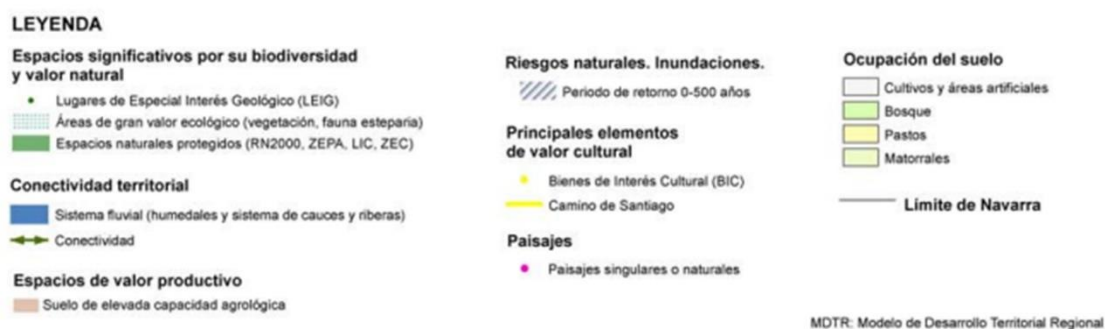 LEYENDA
Espacios significativos por su biodiversidad
y valor natural
Lugares de Especial Interés Geológico (LEIG)
Áreas de gran valor ecológico (vegetación, fauna esteparia)
Espacios naturales protegidos (RN2000, ZEPA, LIC, ZEC)
Conectividad territorial
Sistema fluvial (humedales y sistema de cauces y riberas)
Conectividad
Espacios de valor productivo
Suelo de elevada capacidad agrológica
Riesgos naturales. Inundaciones.
Periodo de retorno 0-500 años
Principales elementos
de valor cultural
Bienes de Interés Cultural (BIC)
Camino de Santiago
Paisajes
Paisajes singulares o naturales
Ocupación del suelo
Cultivos y áreas artificiales
Bosque
Pastos
Matorrales
Límite de Navarra
MDTR: Modelo de Desarrollo Territorial Regional